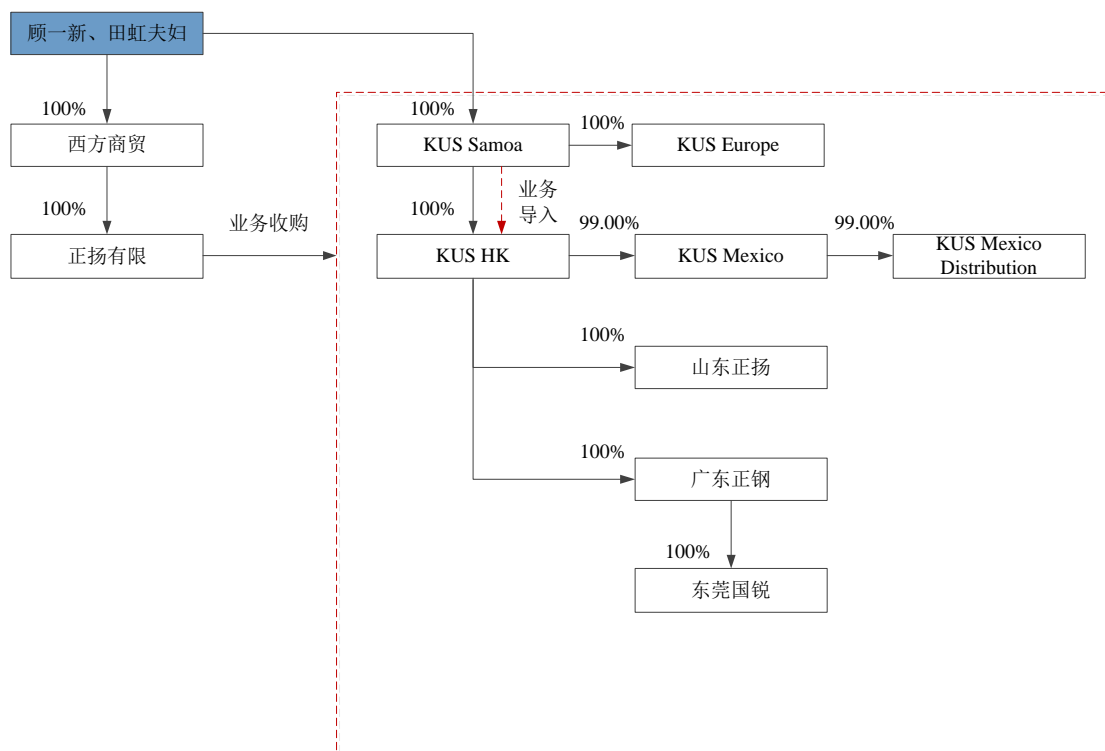 顾一新、田虹夫妇
100%
100%
100%
西方商贸
KUS Samoa
KUS Europe
100%
100%
业务
导入
99.00%
99.00%
业务收购
正扬有限
KUS HK
KUS Mexico
KUS Mexico
Distribution
100%
山东正扬
100%
广东正钢
100%
东莞国锐